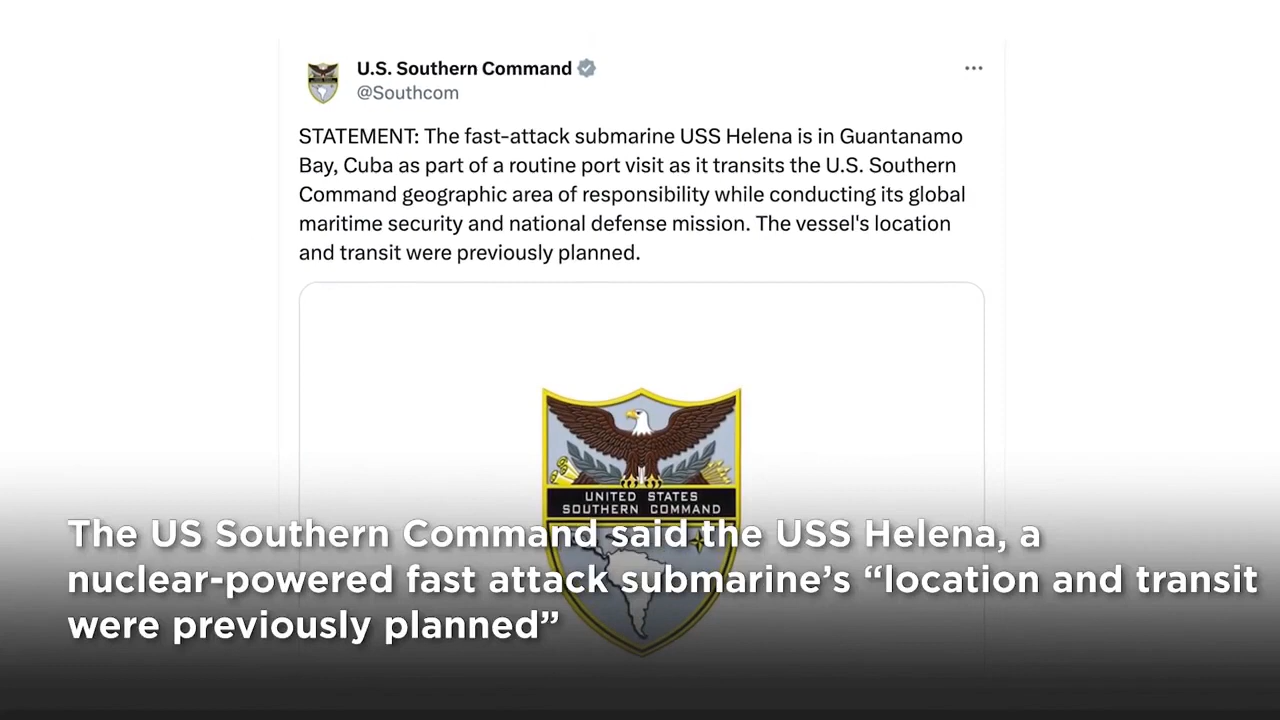 U.S. Southern Command
@Southcom
STATEMENT: The fast-attack submarine USS Helena is in Guantanamo
Bay, Cuba as part of a routine port visit as it transits the U.S. Southern
Command geographic area of responsibility while conducting its global
maritime security and national defense mission. The vessel's location
and transit were previously planned.
UNITED STATES
SOUTHERN COMMAND
The US Southern Command said the USS Helena, a
nuclear-powered fast attack submarine’s “location and transit
were previously planned”